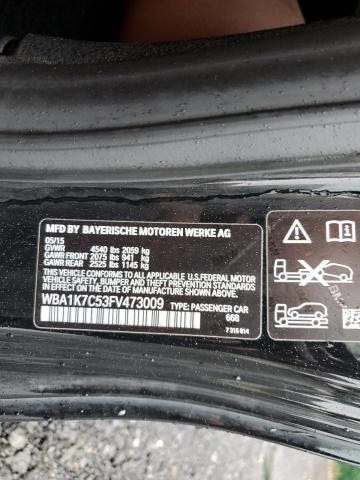 MFD BY BAYERISCHE MOTOREN WERKE AG
05/15
GVWR 4540 lbs 2059 kg
GAWR FRONT 2075 lbs 941 kg
GAWR REAR 2525 lbs 1145 kg
THIS VEHICLE CONFORMS TO ALL APPLICABLE U.S.FEDERAL MOTOR
VEHICLE SAFETY, BUMPER, AND THEFT PREVENTION STANDARDS
IN EFFECT ON THE DATE OF MANUFACTURE SHOWN ABOVE.
WBA1K7C53FV473009 TYPE: PASSENGER CAR
668
7 315 814